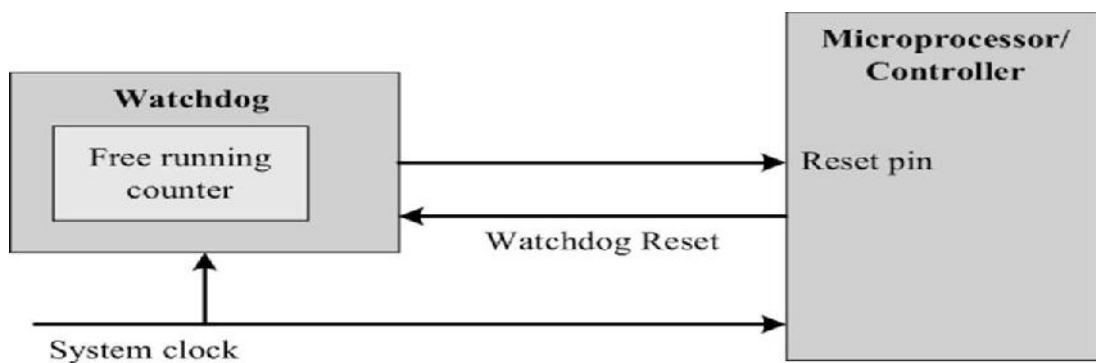 Microprocessor/
Controller
Watchdog
Free running
counter
Reset pin
Watchdog Reset
System clock